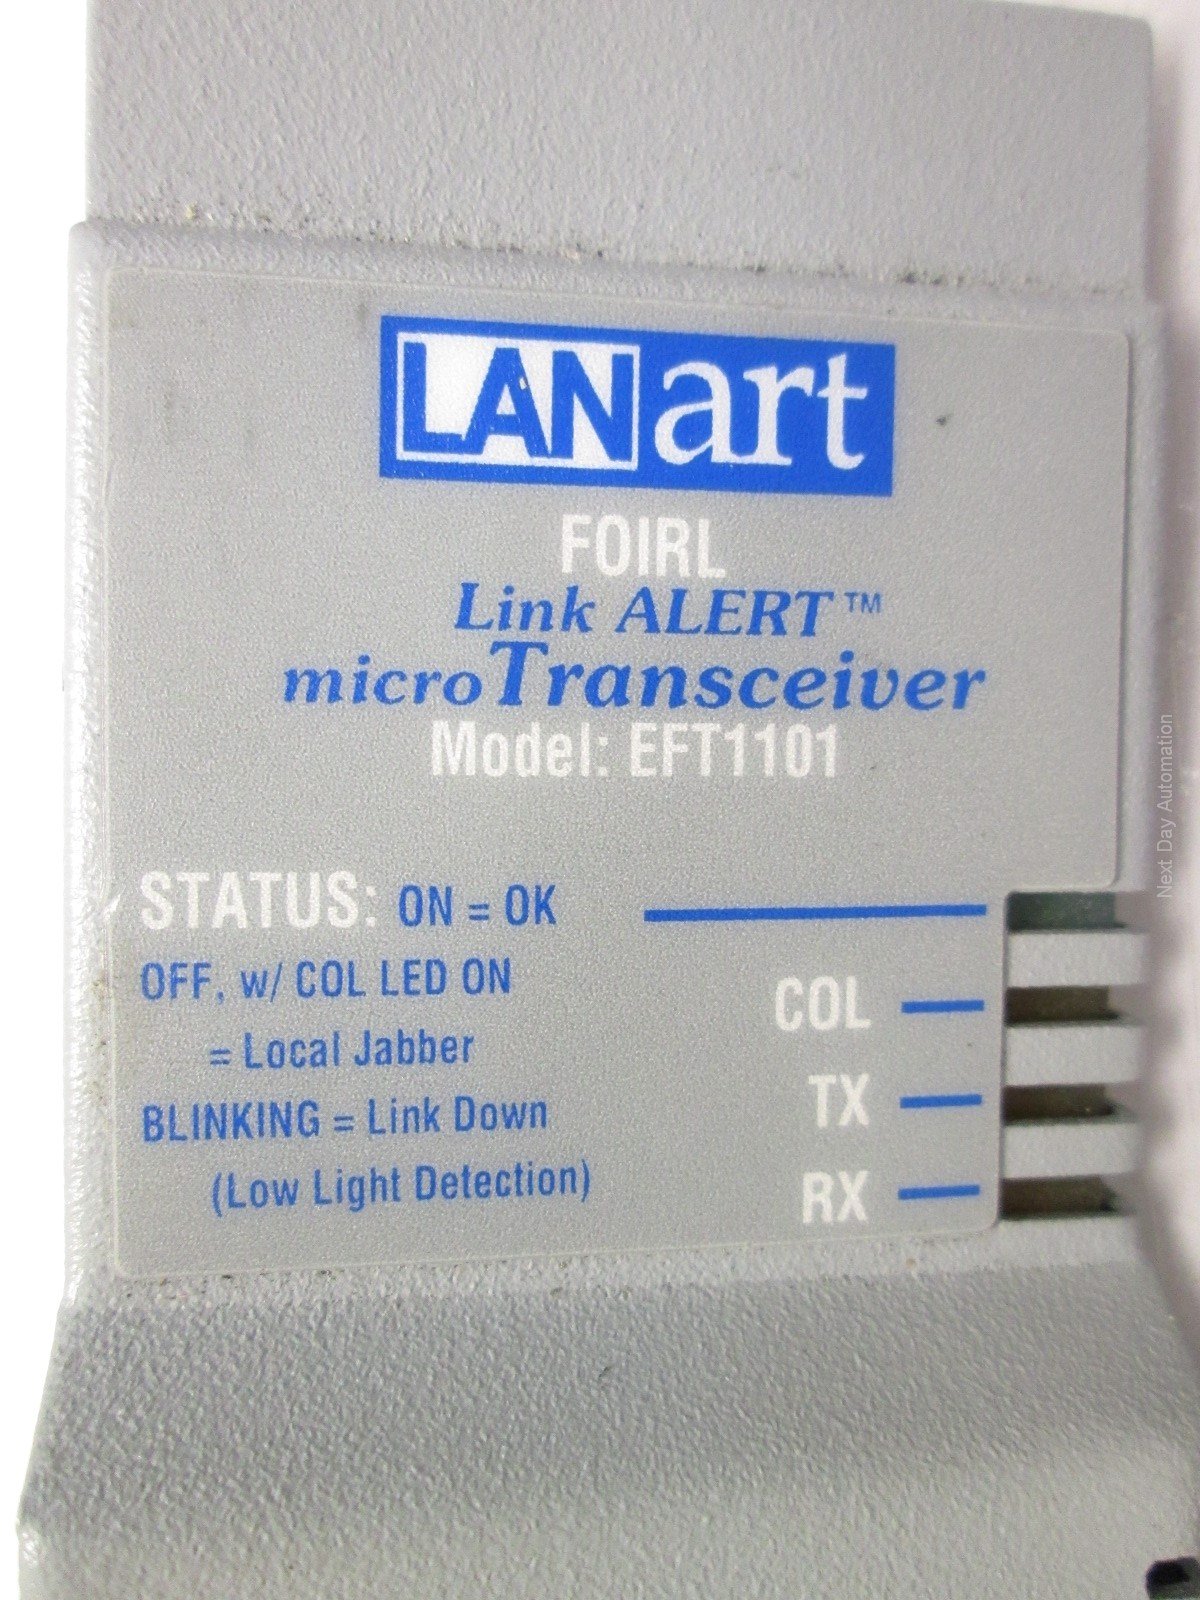 LANart
FOIRL
Link ALERT™
microTransceiver
Model: EFT1101
STATUS: ON = OK
OFF, w/ COL LED ON
= Local Jabber
BLINKING = Link Down
(Low Light Detection)
COL
TX
RX
Next Day Automation